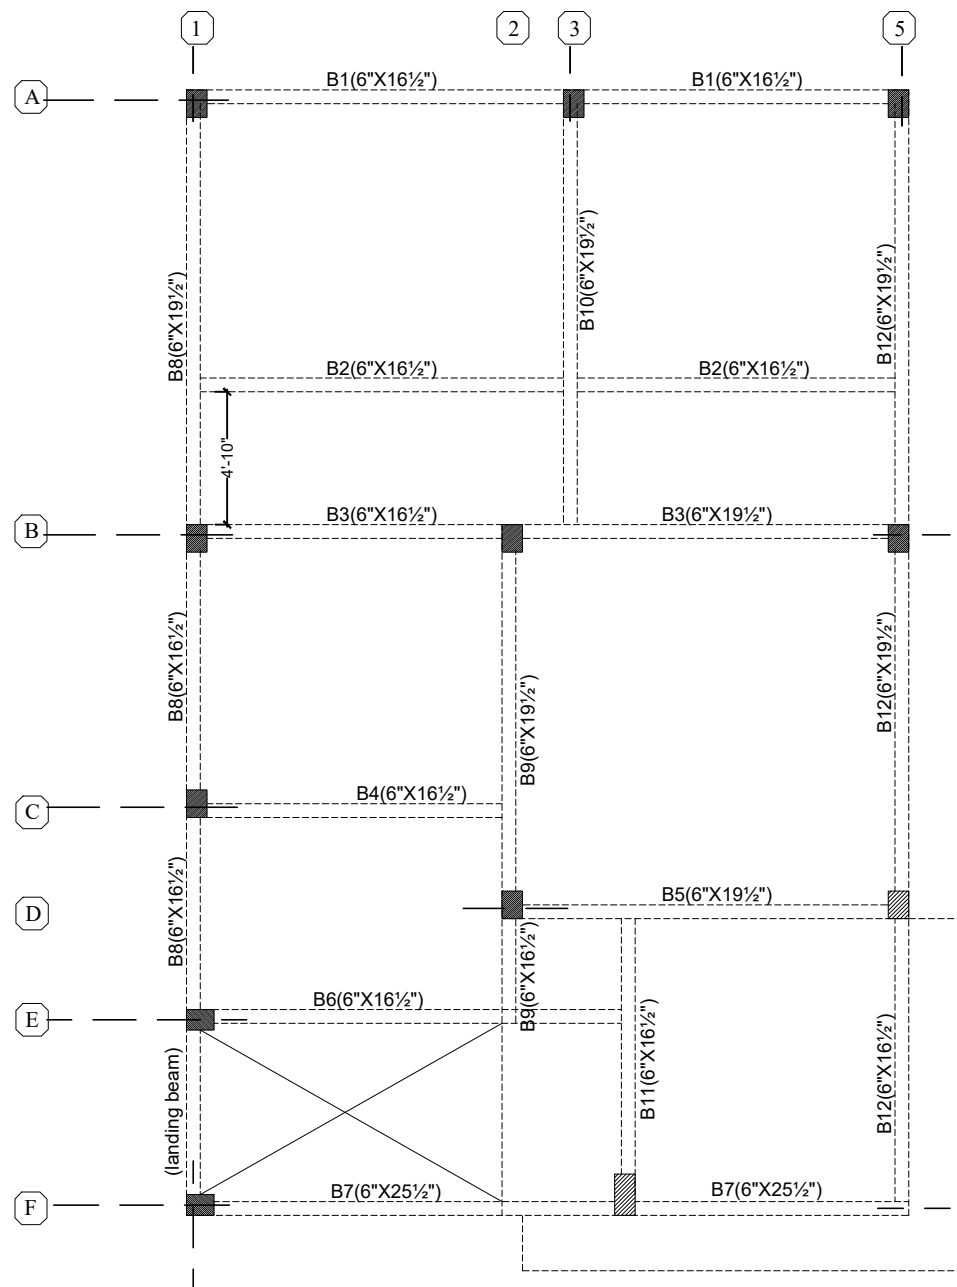 1
2
3
5
A
B1(6"X16½")
B1(6"X16½")
B8(6"X19½")
B10(6"X19½")
B12(6"X19½")
B2(6"X16½")
B2(6"X16½")
4'-10"
B
B3(6"X16½")
B3(6"X19½")
B8(6"X16½")
B9(6"X19½")
B12(6"X19½")
C
B4(6"X16½")
B8(6"X16½")
D
B5(6"X19½")
B9(6"X16½")
E
B6(6"X16½")
(landing beam)
B11(6"X16½")
B12(6"X16½")
F
B7(6"X25½")
B7(6"X25½")